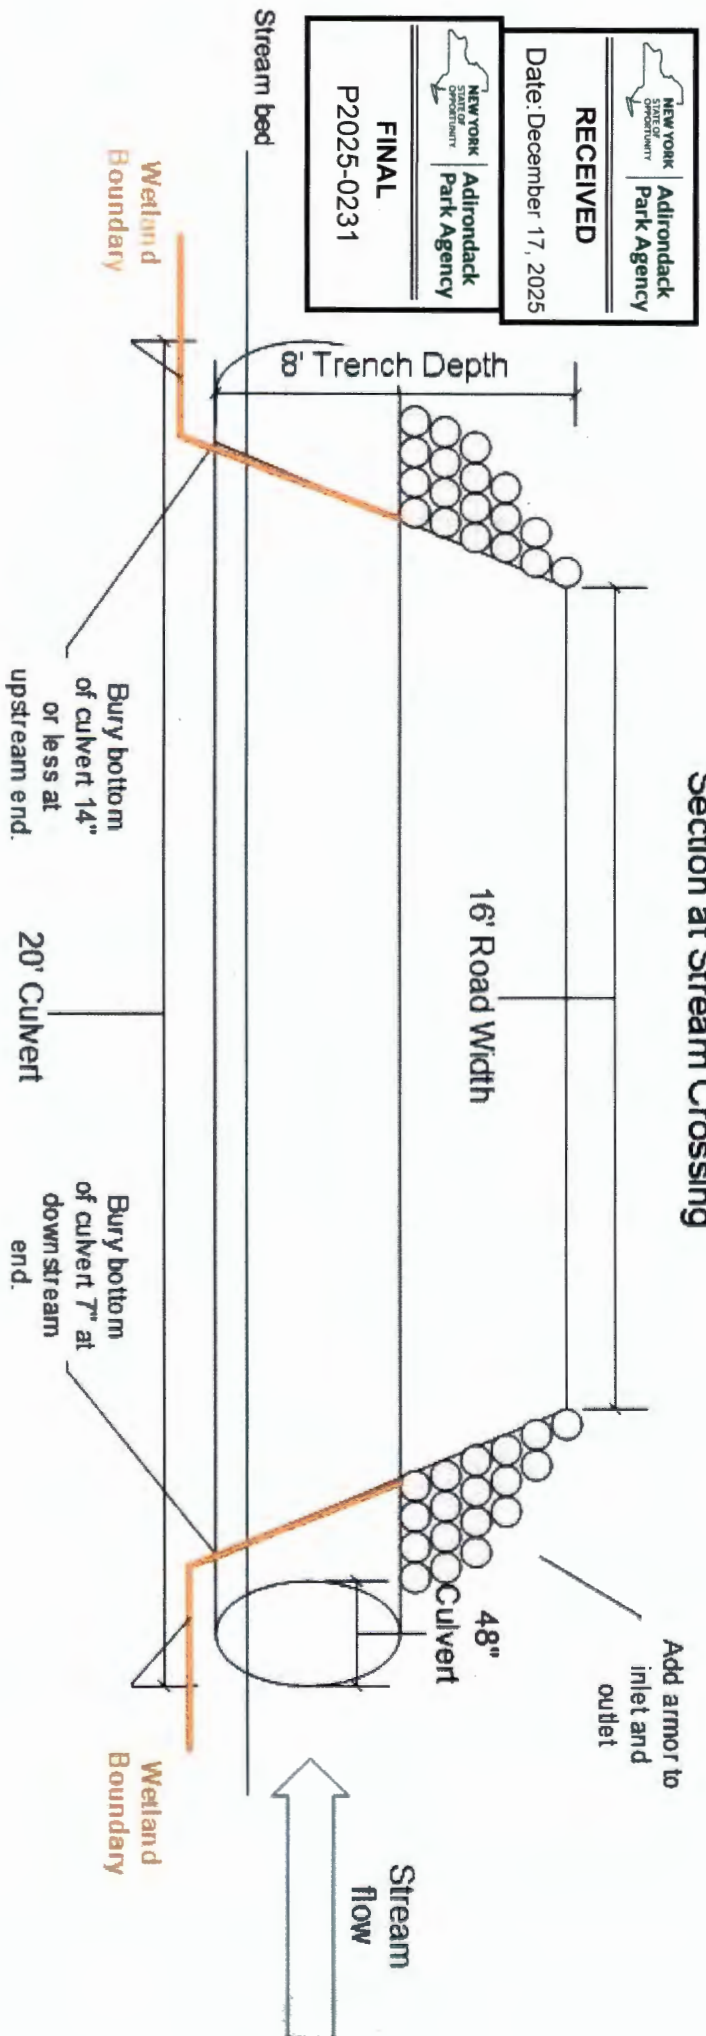 Section at Stream Crossing
NEW YORK
STATE OF
OPPORTUNITY
Adirondack
Park Agency
RECEIVED
Date: December 17, 2025
NEW YORK
STATE OF
OPPORTUNITY
Adirondack
Park Agency
FINAL
P2025-0231
8' Trench Depth
16' Road Width
Add armor to
inlet and
outlet
48"
Culvert
Stream
flow
Stream bed
Wetland
Boundary
Bury bottom
of culvert 14"
or less at
upstream end.
20' Culvert
Bury bottom
of culvert 7" at
downstream
end.
Wetland
Boundary